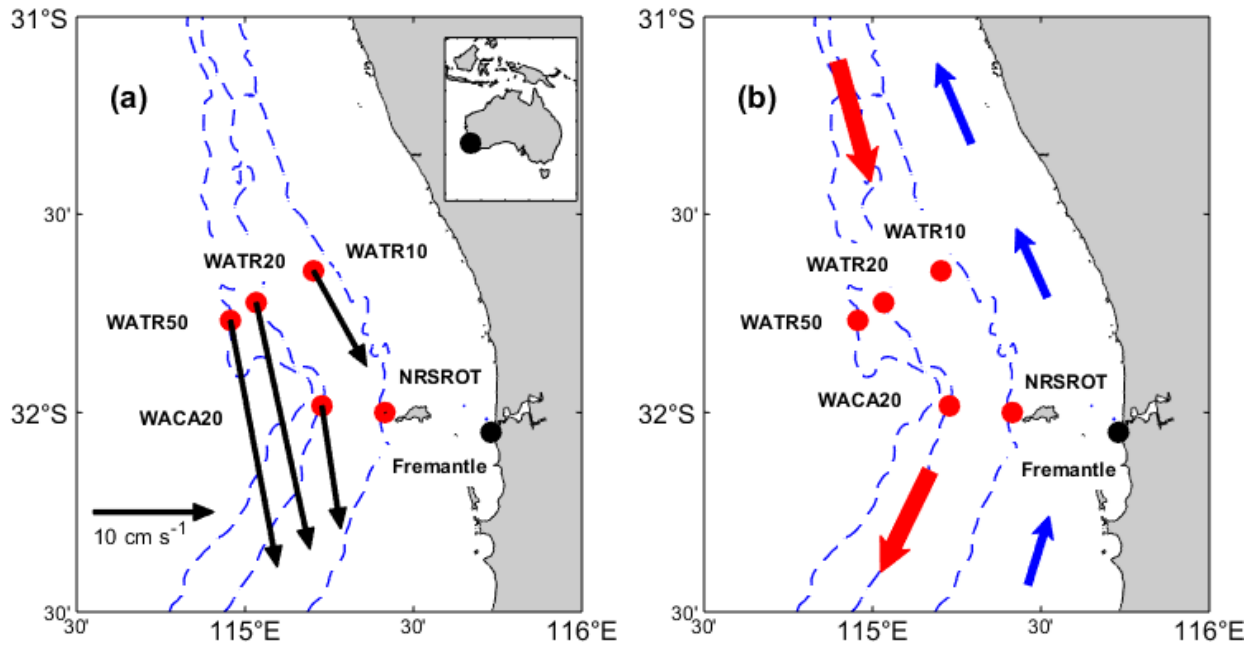 31°S
(a)
30'
WATR10
WATR20
WATR50
NRSROT
32°S
WACA20
Fremantle
10 cm s⁻¹
30'
30'
115°E
30'
116°E
31°S
(b)
30'
WATR10
WATR20
WATR50
NRSROT
WACA20
32°S
Fremantle
30'
30'
115°E
30'
116°E